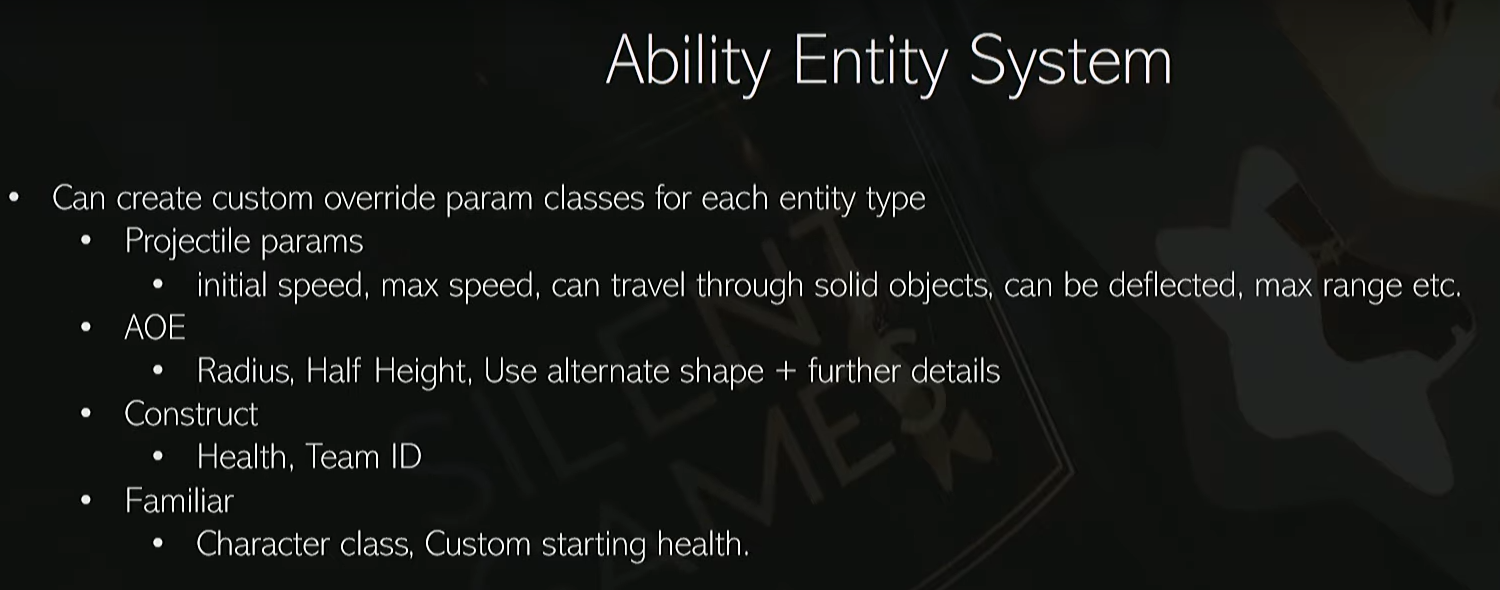 Ability Entity System
• Can create custom override param classes for each entity type
• Projectile params
• initial speed, max speed, can travel through solid objects, can be deflected, max range etc.
• AOE
• Radius, Half Height, Use alternate shape + further details
• Construct
• Health, Team ID
• Familiar
• Character class, Custom starting health.
SILENT
GAMES